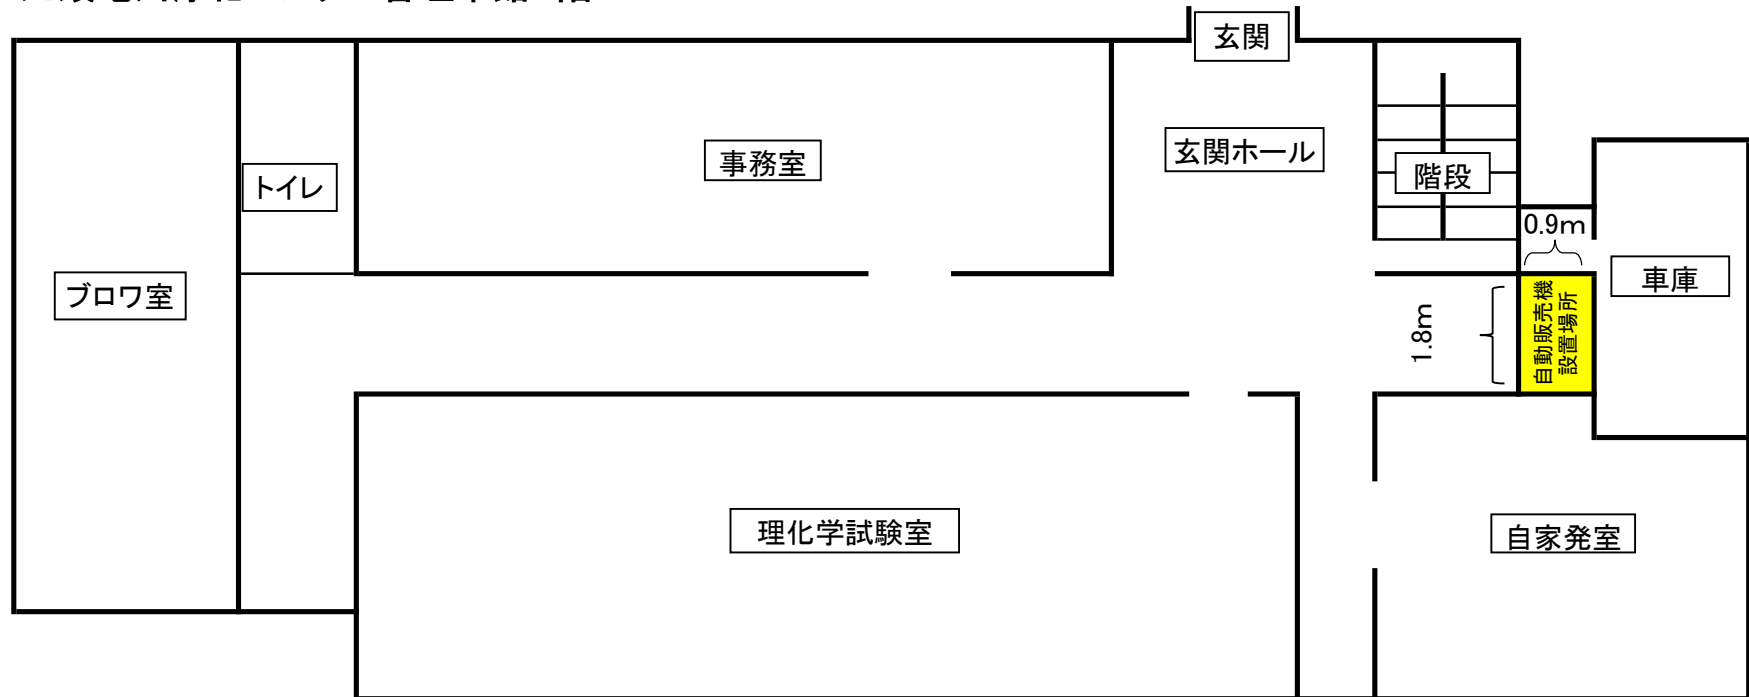 玄関
玄関ホール
事務室
階段
トイレ
0.9m
車庫
ブロワ室
1.8m
自動販売機
設置場所
理化学試験室
自家発室